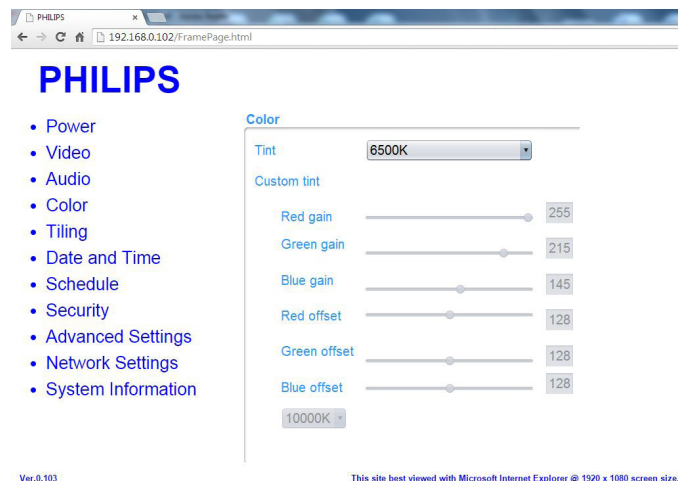 PHILIPS
192.168.0.102/FramePage.html
PHILIPS
Power
Video
Audio
Color
Tiling
Date and Time
Schedule
Security
Advanced Settings
Network Settings
System Information
Color
Tint 6500K
Custom tint
Red gain 255
Green gain 215
Blue gain 145
Red offset 128
Green offset 128
Blue offset 128
10000K
Ver.0.103 This site best viewed with Microsoft Internet Explorer @ 1920 x 1080 screen size.